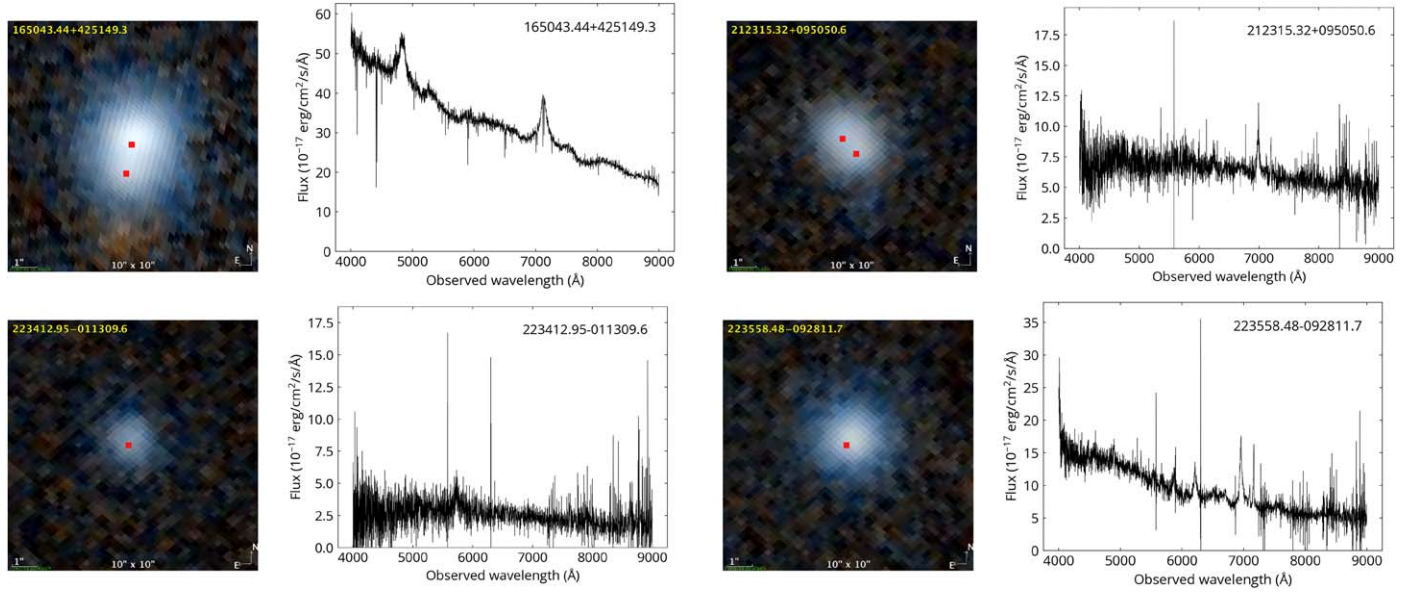 165043.44+425149.3
1"
10" x 10"
N
E
60
50
40
30
20
10
0
Flux (10⁻¹⁷ erg/cm²/s/Å)
165043.44+425149.3
4000 5000 6000 7000 8000 9000
Observed wavelength (Å)
212315.32+095050.6
1"
10" x 10"
N
E
17.5
15.0
12.5
10.0
7.5
5.0
2.5
0.0
Flux (10⁻¹⁷ erg/cm²/s/Å)
212315.32+095050.6
4000 5000 6000 7000 8000 9000
Observed wavelength (Å)
223412.95−011309.6
1"
10" x 10"
N
E
17.5
15.0
12.5
10.0
7.5
5.0
2.5
0.0
Flux (10⁻¹⁷ erg/cm²/s/Å)
223412.95-011309.6
4000 5000 6000 7000 8000 9000
Observed wavelength (Å)
223558.48−092811.7
1"
10" x 10"
N
E
35
30
25
20
15
10
5
0
Flux (10⁻¹⁷ erg/cm²/s/Å)
223558.48-092811.7
4000 5000 6000 7000 8000 9000
Observed wavelength (Å)